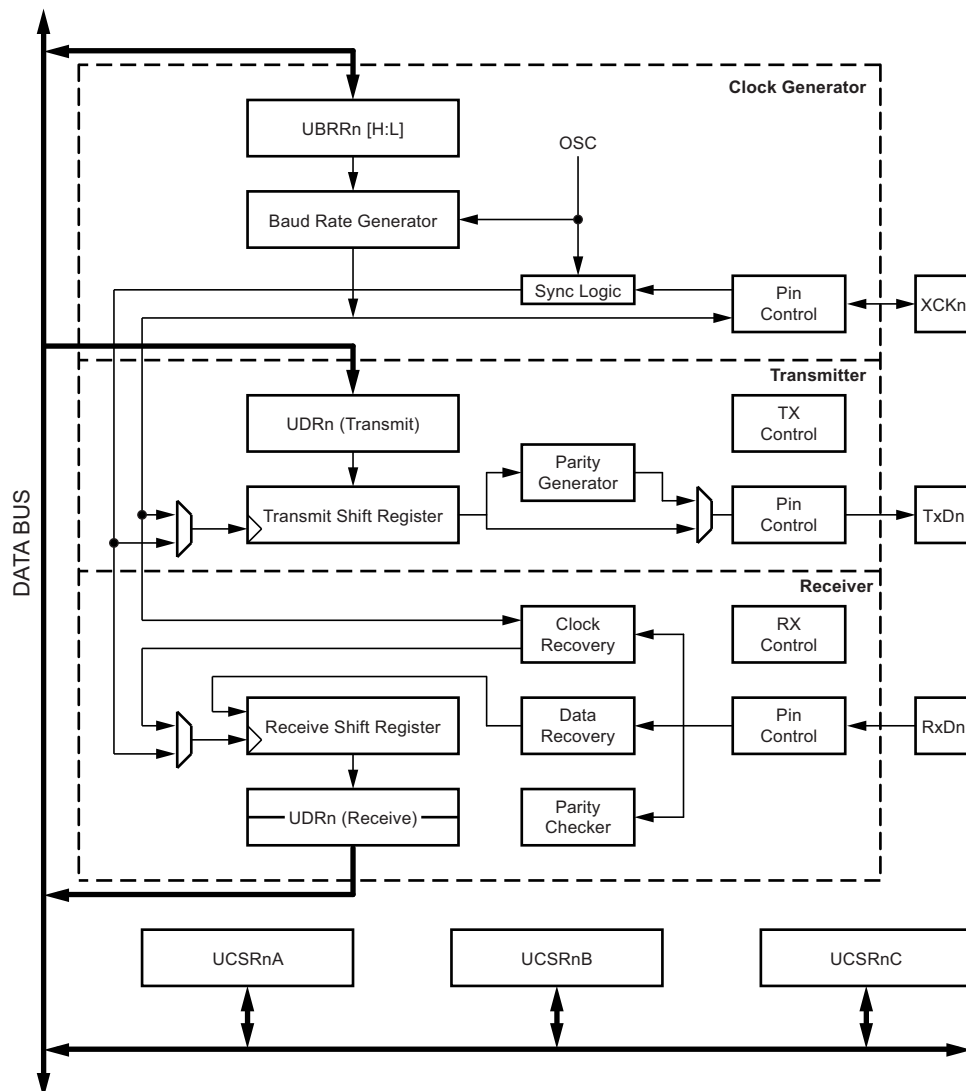 Clock Generator
UBRRn [H:L]
OSC
Baud Rate Generator
Sync Logic
Pin
Control
XCKn
Transmitter
UDRn (Transmit)
TX
Control
Parity
Generator
Transmit Shift Register
Pin
Control
TxDn
DATA BUS
Receiver
Clock
Recovery
RX
Control
Receive Shift Register
Data
Recovery
Pin
Control
RxDn
UDRn (Receive)
Parity
Checker
UCSRnA
UCSRnB
UCSRnC